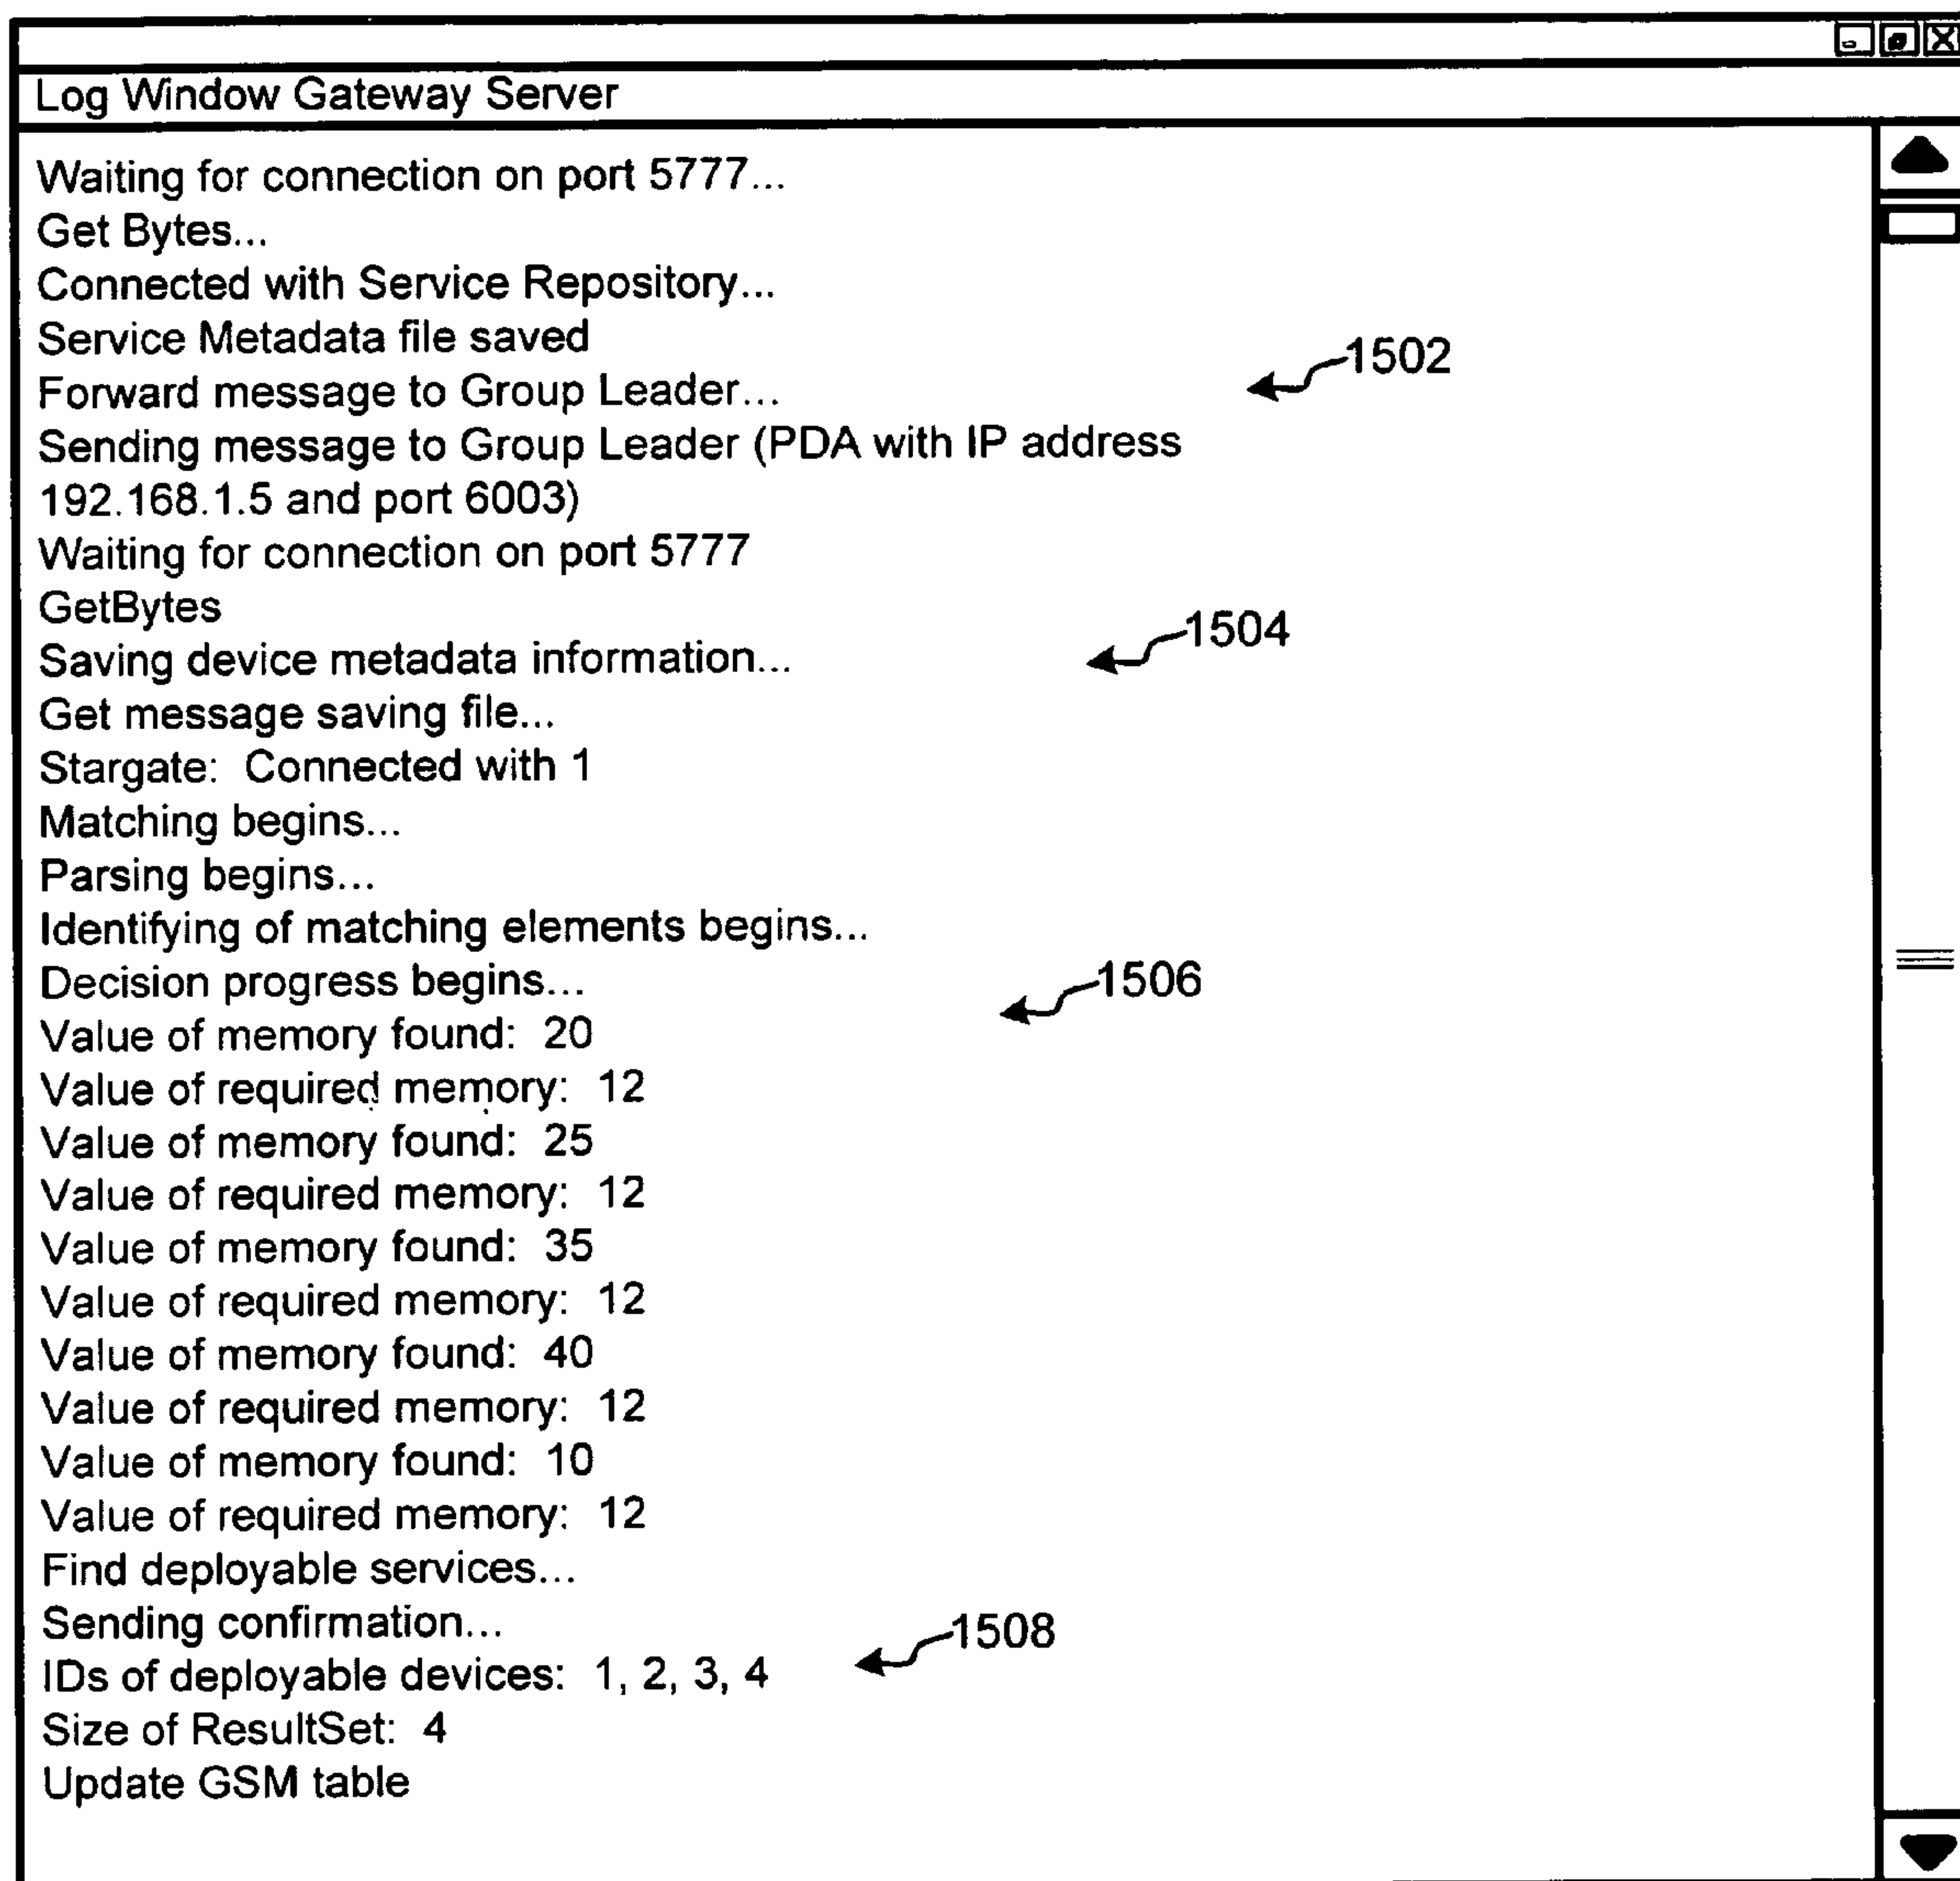 Log Window Gateway Server
Waiting for connection on port 5777...
Get Bytes...
Connected with Service Repository...
Service Metadata file saved
1502
Forward message to Group Leader...
Sending message to Group Leader (PDA with IP address
192.168.1.5 and port 6003)
Waiting for connection on port 5777
GetBytes
1504
Saving device metadata information...
Get message saving file...
Stargate: Connected with 1
Matching begins...
Parsing begins...
Identifying of matching elements begins...
Decision progress begins...
1506
Value of memory found: 20
Value of required memory: 12
Value of memory found: 25
Value of required memory: 12
Value of memory found: 35
Value of required memory: 12
Value of memory found: 40
Value of required memory: 12
Value of memory found: 10
Value of required memory: 12
Find deployable services...
Sending confirmation...
1508
IDs of deployable devices: 1, 2, 3, 4
Size of ResultSet: 4
Update GSM table